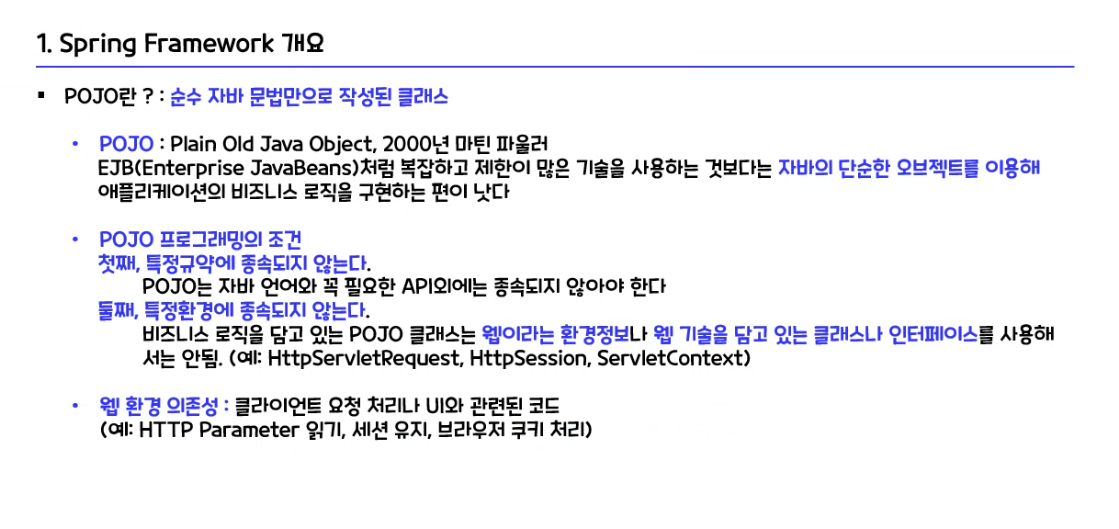 1. Spring Framework 개요
▪ POJO란 ? : 순수 자바 문법만으로 작성된 클래스
• POJO : Plain Old Java Object, 2000년 마틴 파울러
EJB(Enterprise JavaBeans)처럼 복잡하고 제한이 많은 기술을 사용하는 것보다는 자바의 단순한 오브젝트를 이용해
애플리케이션의 비즈니스 로직을 구현하는 편이 낫다
• POJO 프로그래밍의 조건
첫째, 특정규약에 종속되지 않는다.
POJO는 자바 언어와 꼭 필요한 API외에는 종속되지 않아야 한다
둘째, 특정환경에 종속되지 않는다.
비즈니스 로직을 담고 있는 POJO 클래스는 웹이라는 환경정보나 웹 기술을 담고 있는 클래스나 인터페이스를 사용해
서는 안됨. (예: HttpServletRequest, HttpSession, ServletContext)
• 웹 환경 의존성 : 클라이언트 요청 처리나 UI와 관련된 코드
(예: HTTP Parameter 읽기, 세션 유지, 브라우저 쿠키 처리)